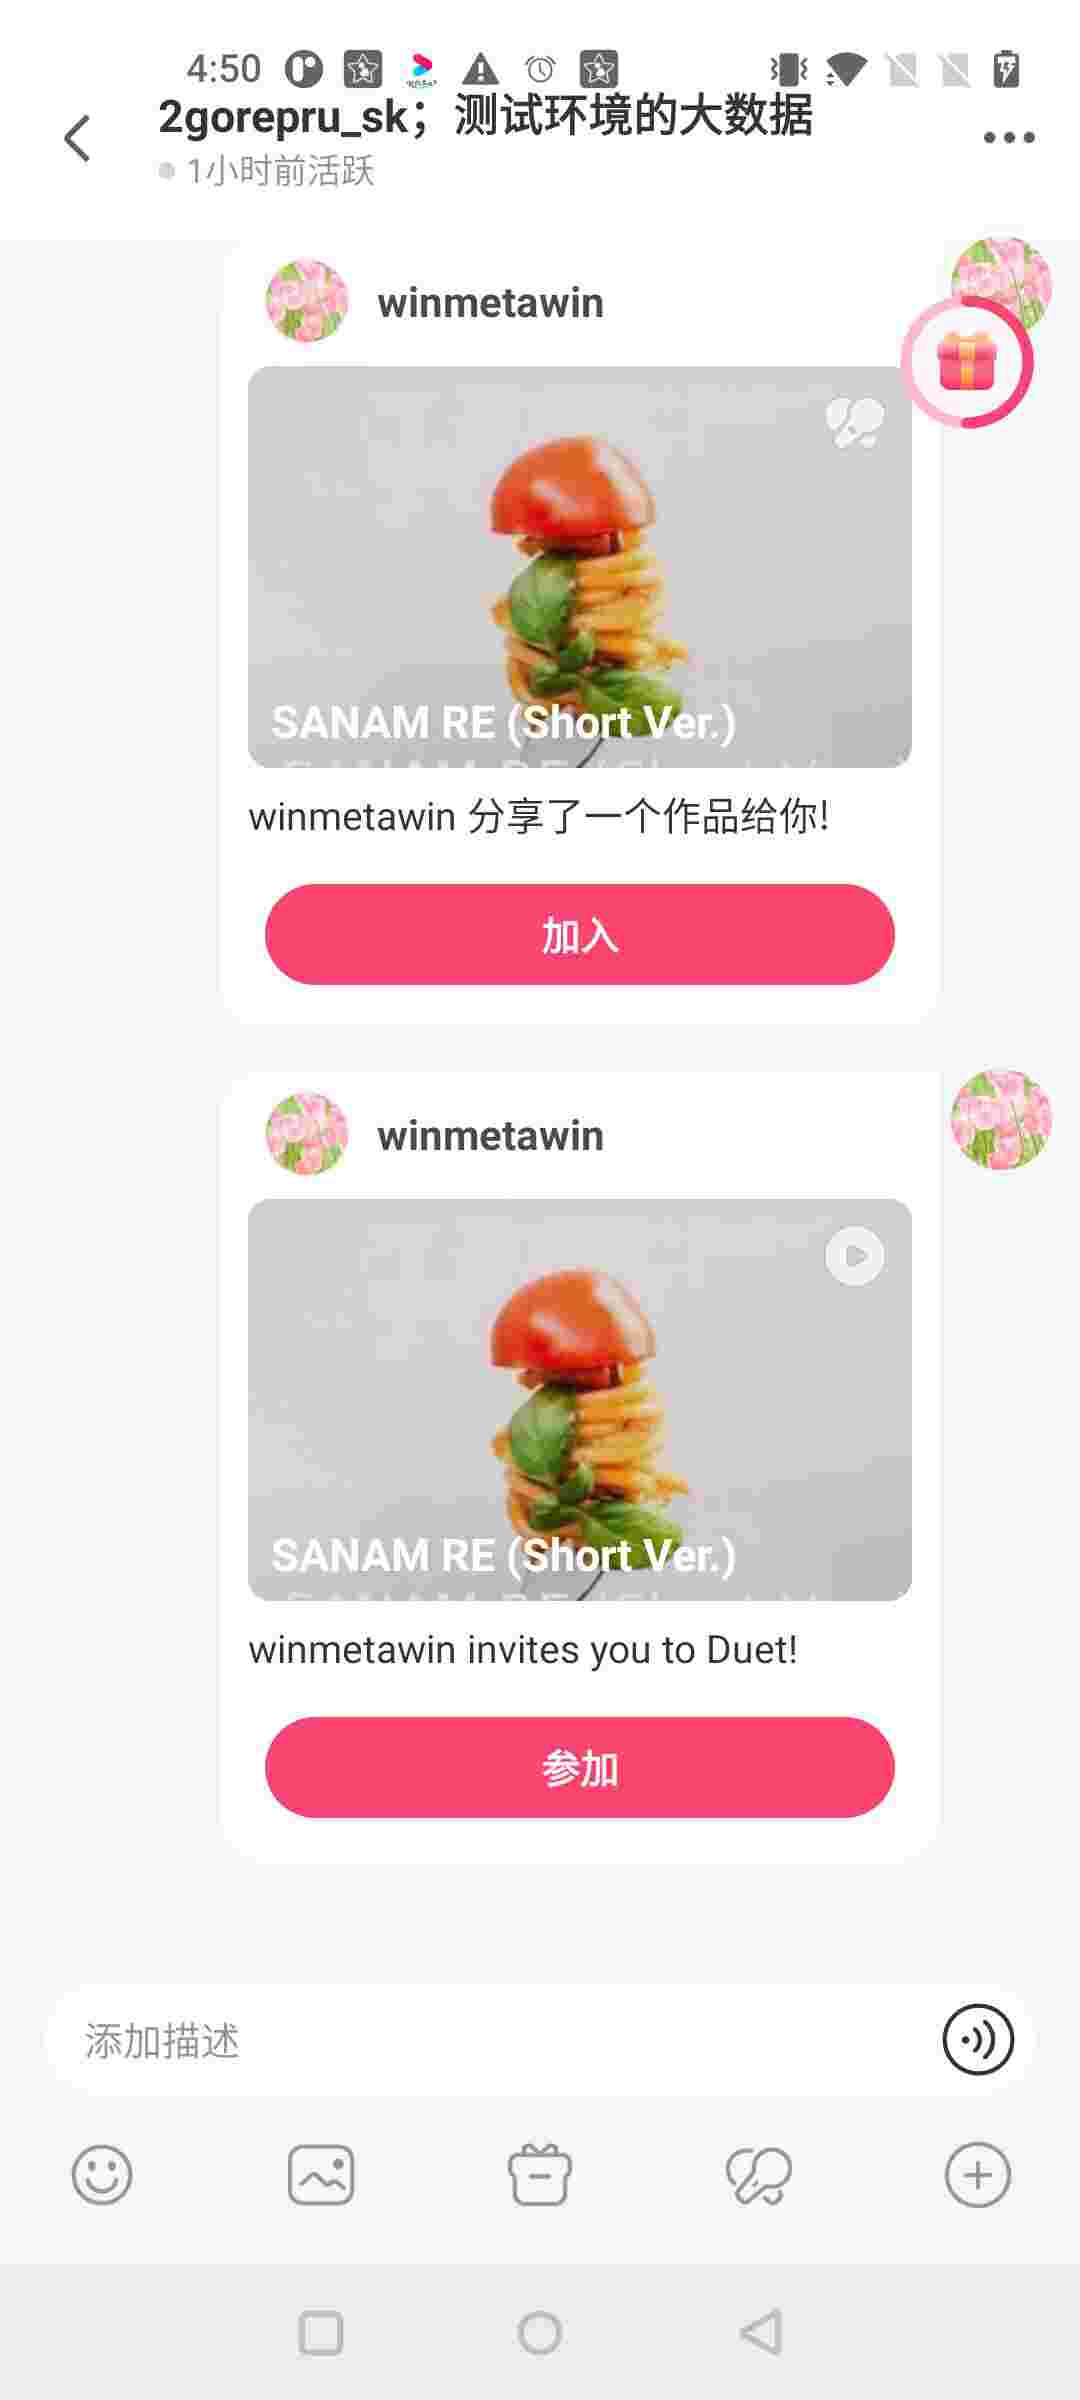 4:50
2gorepru_sk；测试环境的大数据
1小时前活跃
winmetawin
SANAM RE (Short Ver.)
winmetawin 分享了一个作品给你!
加入
winmetawin
SANAM RE (Short Ver.)
winmetawin invites you to Duet!
参加
添加描述